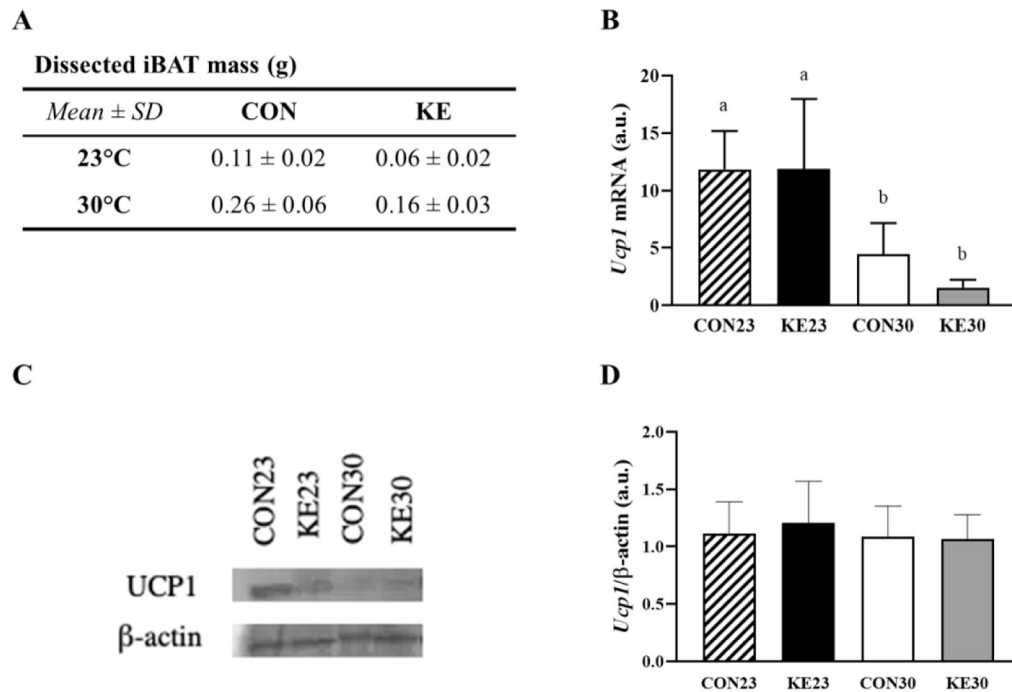 A
Dissected iBAT mass (g)
Mean ± SD CON KE
23°C 0.11 ± 0.02 0.06 ± 0.02
30°C 0.26 ± 0.06 0.16 ± 0.03
B
Ucp1 mRNA (a.u.)
20
15
10
5
0
a
a
b
b
CON23 KE23 CON30 KE30
C
CON23 KE23 CON30 KE30
UCP1
β-actin
D
Ucp1/β-actin (a.u.)
2.0
1.5
1.0
0.5
0.0
CON23 KE23 CON30 KE30